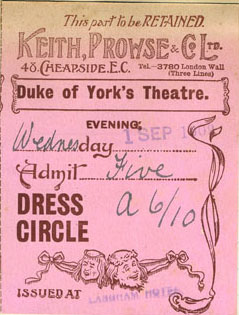 This part to be RETAINED.
KEITH, PROWSE & Co LTD.
48, CHEAPSIDE, E.C. Tel.—3780 London Wall
(Three Lines)
Duke of York's Theatre.
EVENING:
Wednesday 1 SEP
Admit Five
DRESS A 6/10
CIRCLE
ISSUED AT LANGHAM HOTEL